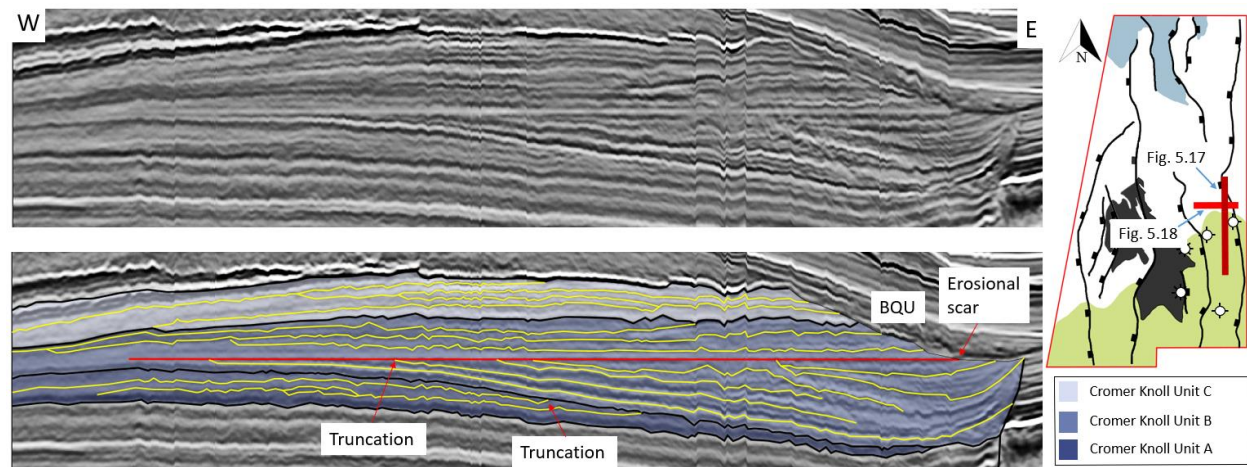 W
E
N
Fig. 5.17
Fig. 5.18
BQU
Erosional
scar
Truncation
Truncation
Cromer Knoll Unit C
Cromer Knoll Unit B
Cromer Knoll Unit A